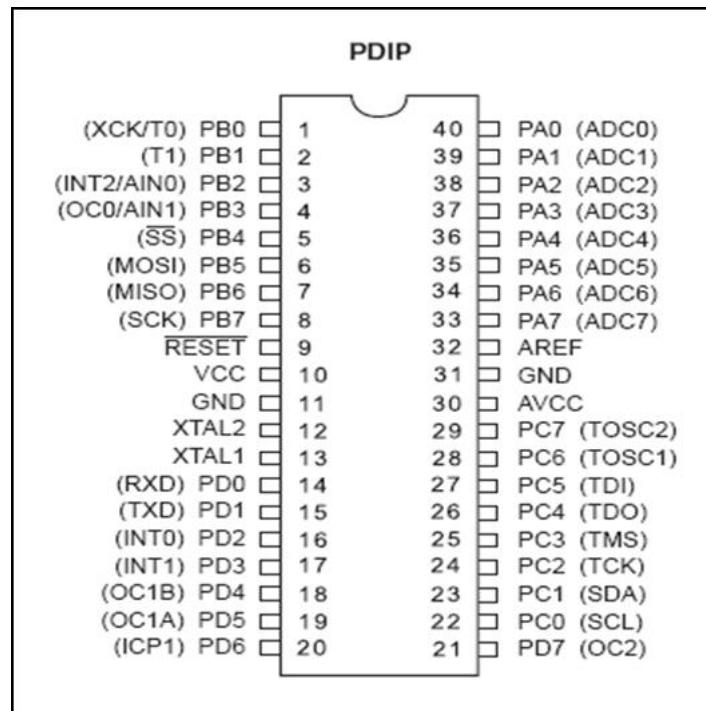 PDIP
(XCK/T0) PB0 1 40 PA0 (ADC0)
(T1) PB1 2 39 PA1 (ADC1)
(INT2/AIN0) PB2 3 38 PA2 (ADC2)
(OC0/AIN1) PB3 4 37 PA3 (ADC3)
(S̅S̅) PB4 5 36 PA4 (ADC4)
(MOSI) PB5 6 35 PA5 (ADC5)
(MISO) PB6 7 34 PA6 (ADC6)
(SCK) PB7 8 33 PA7 (ADC7)
R̅E̅S̅E̅T̅ 9 32 AREF
VCC 10 31 GND
GND 11 30 AVCC
XTAL2 12 29 PC7 (TOSC2)
XTAL1 13 28 PC6 (TOSC1)
(RXD) PD0 14 27 PC5 (TDI)
(TXD) PD1 15 26 PC4 (TDO)
(INT0) PD2 16 25 PC3 (TMS)
(INT1) PD3 17 24 PC2 (TCK)
(OC1B) PD4 18 23 PC1 (SDA)
(OC1A) PD5 19 22 PC0 (SCL)
(ICP1) PD6 20 21 PD7 (OC2)